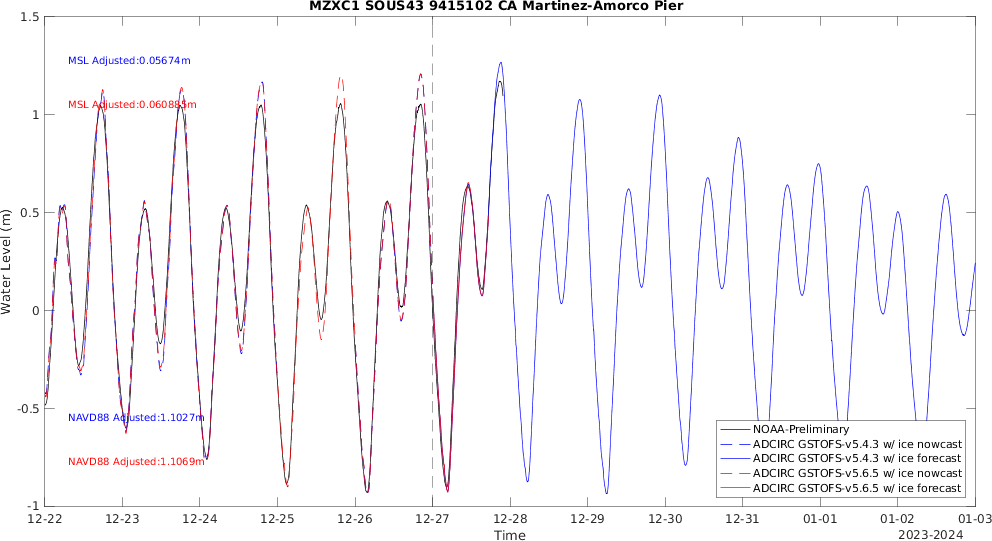 MZXC1 SOUS43 9415102 CA Martinez-Amorco Pier
1.5
1
0.5
0
-0.5
-1
Water Level (m)
MSL Adjusted:0.05674m
MSL Adjusted:0.060885m
NAVD88 Adjusted:1.1027m
NAVD88 Adjusted:1.1069m
NOAA-Preliminary
ADCIRC GSTOFS-v5.4.3 w/ ice nowcast
ADCIRC GSTOFS-v5.4.3 w/ ice forecast
ADCIRC GSTOFS-v5.6.5 w/ ice nowcast
ADCIRC GSTOFS-v5.6.5 w/ ice forecast
12-22 12-23 12-24 12-25 12-26 12-27 12-28 12-29 12-30 12-31 01-01 01-02 01-03
Time
2023-2024